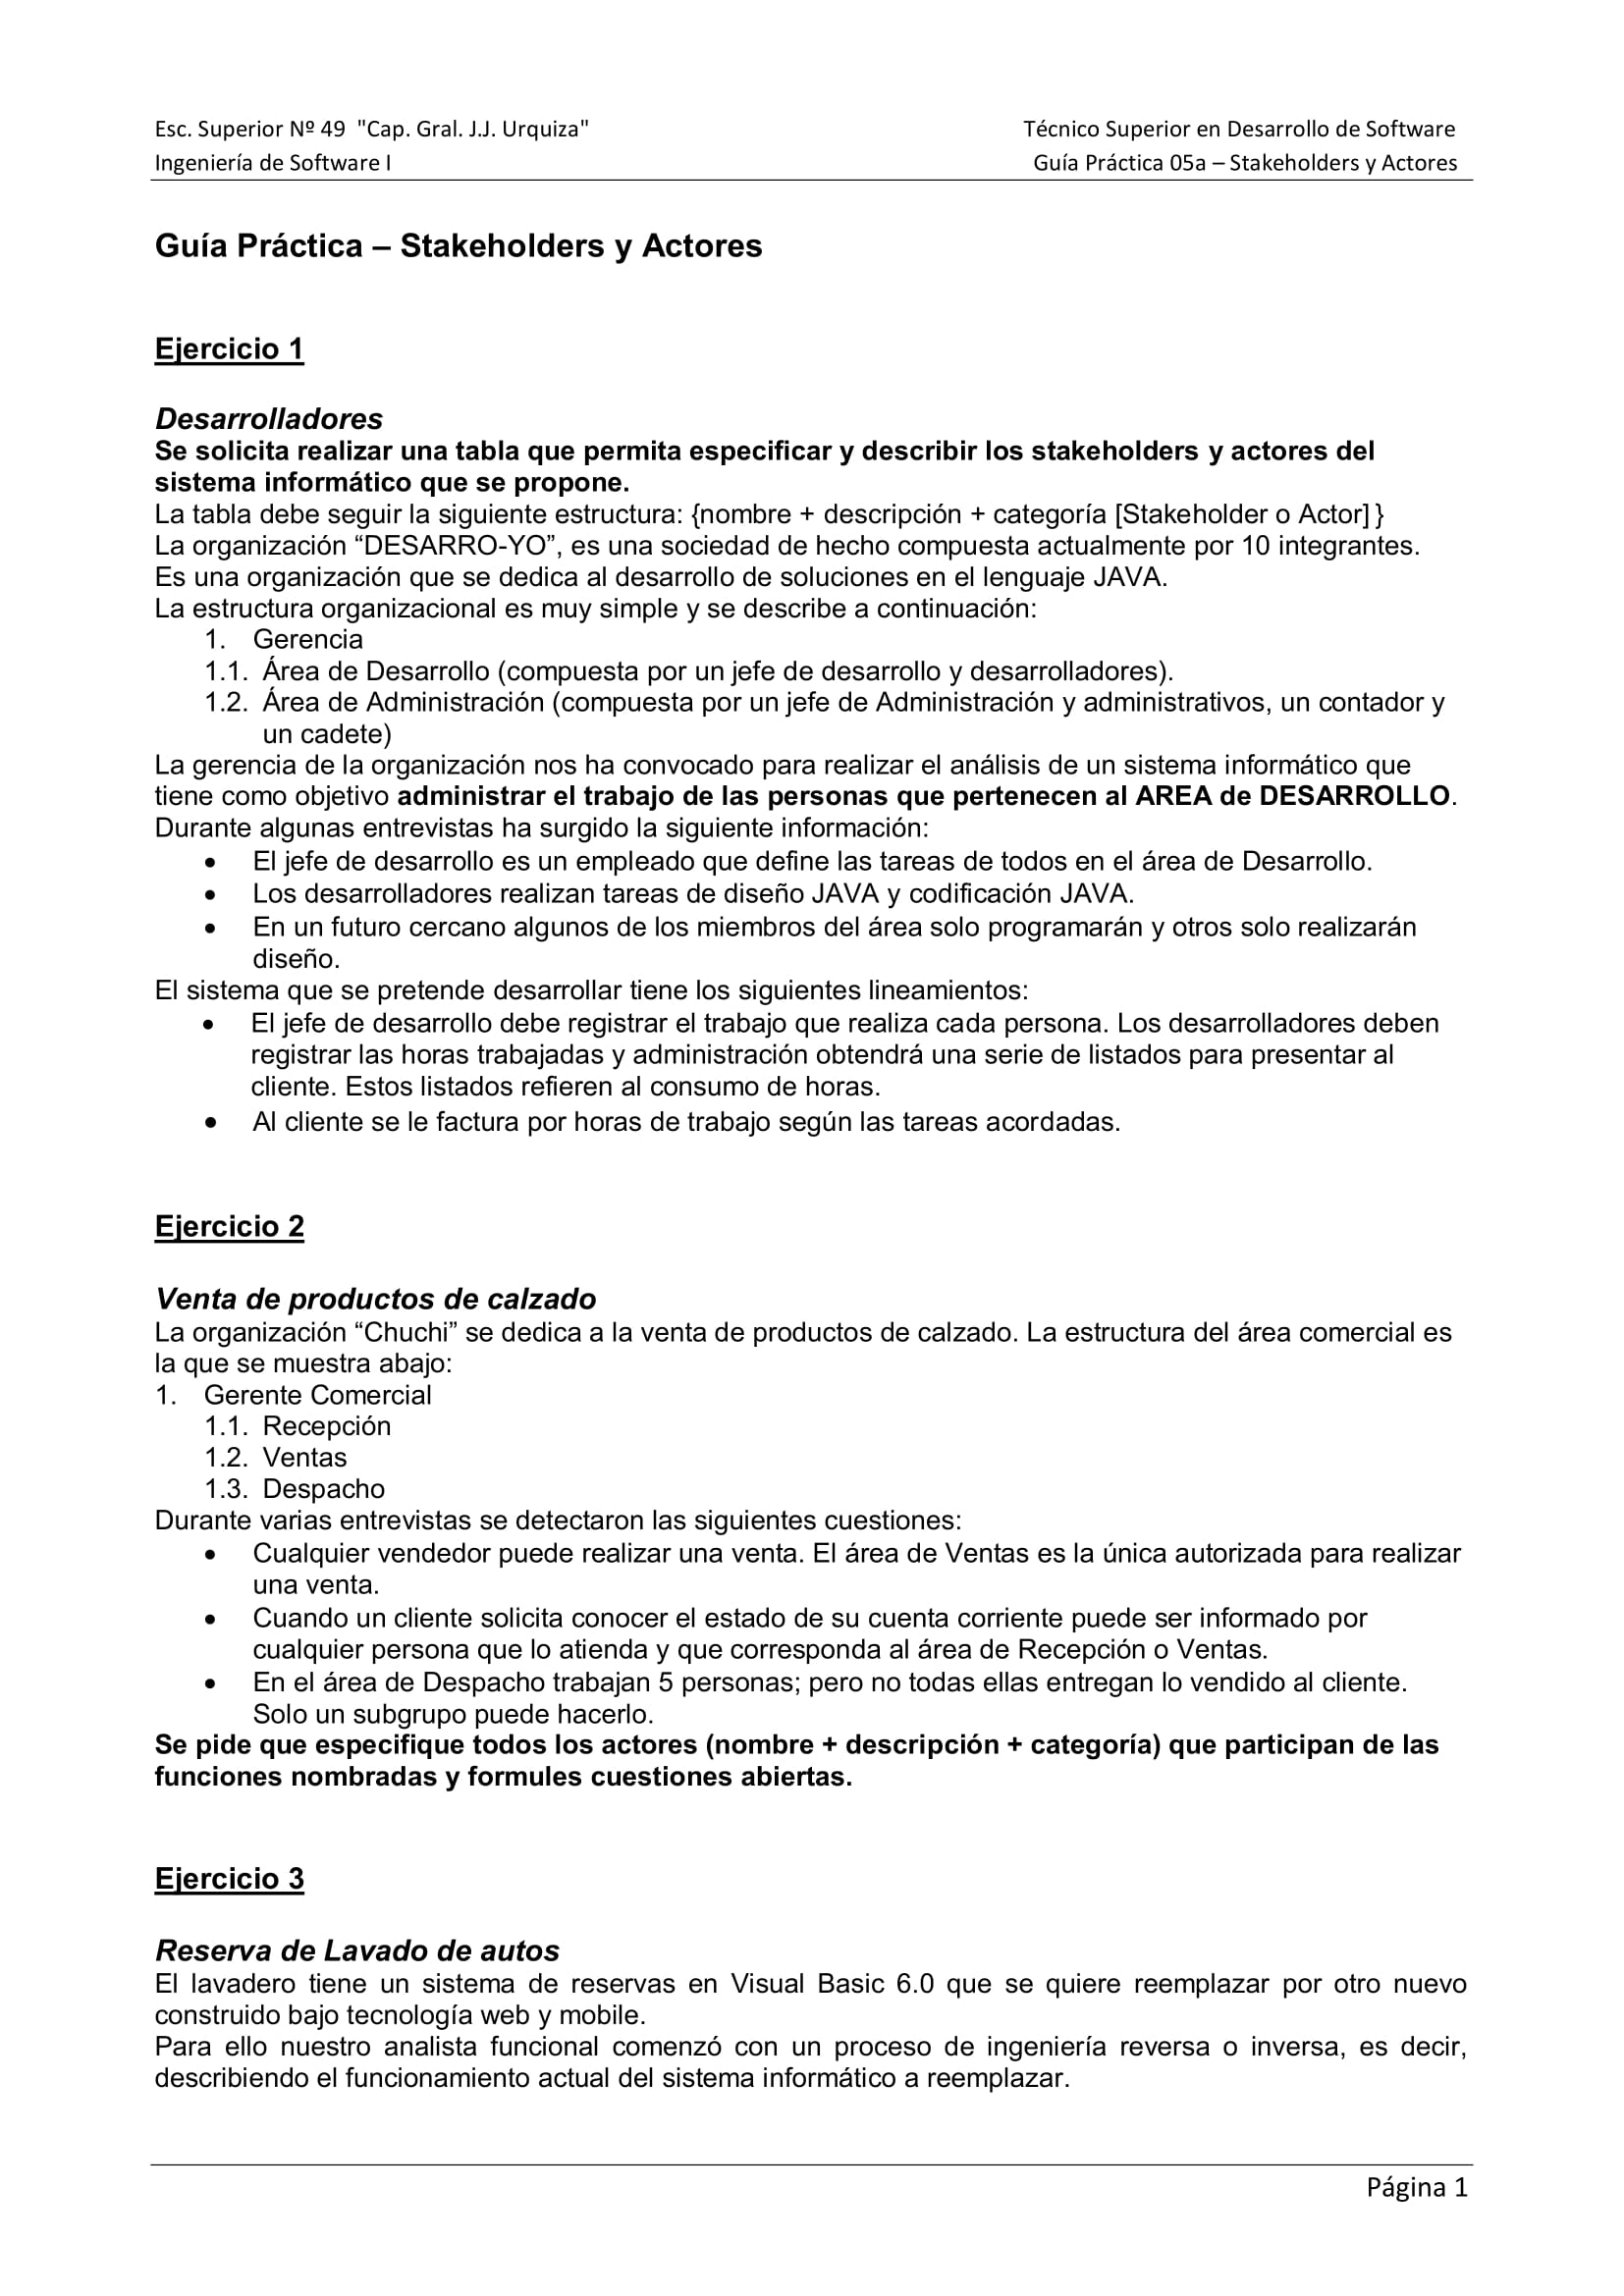 Esc. Superior Nº 49 "Cap. Gral. J.J. Urquiza" Técnico Superior en Desarrollo de Software
Ingeniería de Software I Guía Práctica 05a – Stakeholders y Actores
Guía Práctica – Stakeholders y Actores
Ejercicio 1
Desarrolladores
Se solicita realizar una tabla que permita especificar y describir los stakeholders y actores del
sistema informático que se propone.
La tabla debe seguir la siguiente estructura: {nombre + descripción + categoría [Stakeholder o Actor] }
La organización “DESARRO-YO”, es una sociedad de hecho compuesta actualmente por 10 integrantes.
Es una organización que se dedica al desarrollo de soluciones en el lenguaje JAVA.
La estructura organizacional es muy simple y se describe a continuación:
1. Gerencia
1.1. Área de Desarrollo (compuesta por un jefe de desarrollo y desarrolladores).
1.2. Área de Administración (compuesta por un jefe de Administración y administrativos, un contador y
un cadete)
La gerencia de la organización nos ha convocado para realizar el análisis de un sistema informático que
tiene como objetivo administrar el trabajo de las personas que pertenecen al AREA de DESARROLLO.
Durante algunas entrevistas ha surgido la siguiente información:
• El jefe de desarrollo es un empleado que define las tareas de todos en el área de Desarrollo.
• Los desarrolladores realizan tareas de diseño JAVA y codificación JAVA.
• En un futuro cercano algunos de los miembros del área solo programarán y otros solo realizarán
diseño.
El sistema que se pretende desarrollar tiene los siguientes lineamientos:
• El jefe de desarrollo debe registrar el trabajo que realiza cada persona. Los desarrolladores deben
registrar las horas trabajadas y administración obtendrá una serie de listados para presentar al
cliente. Estos listados refieren al consumo de horas.
• Al cliente se le factura por horas de trabajo según las tareas acordadas.
Ejercicio 2
Venta de productos de calzado
La organización “Chuchi” se dedica a la venta de productos de calzado. La estructura del área comercial es
la que se muestra abajo:
1. Gerente Comercial
1.1. Recepción
1.2. Ventas
1.3. Despacho
Durante varias entrevistas se detectaron las siguientes cuestiones:
• Cualquier vendedor puede realizar una venta. El área de Ventas es la única autorizada para realizar
una venta.
• Cuando un cliente solicita conocer el estado de su cuenta corriente puede ser informado por
cualquier persona que lo atienda y que corresponda al área de Recepción o Ventas.
• En el área de Despacho trabajan 5 personas; pero no todas ellas entregan lo vendido al cliente.
Solo un subgrupo puede hacerlo.
Se pide que especifique todos los actores (nombre + descripción + categoría) que participan de las
funciones nombradas y formules cuestiones abiertas.
Ejercicio 3
Reserva de Lavado de autos
El lavadero tiene un sistema de reservas en Visual Basic 6.0 que se quiere reemplazar por otro nuevo
construido bajo tecnología web y mobile.
Para ello nuestro analista funcional comenzó con un proceso de ingeniería reversa o inversa, es decir,
describiendo el funcionamiento actual del sistema informático a reemplazar.
Página 1